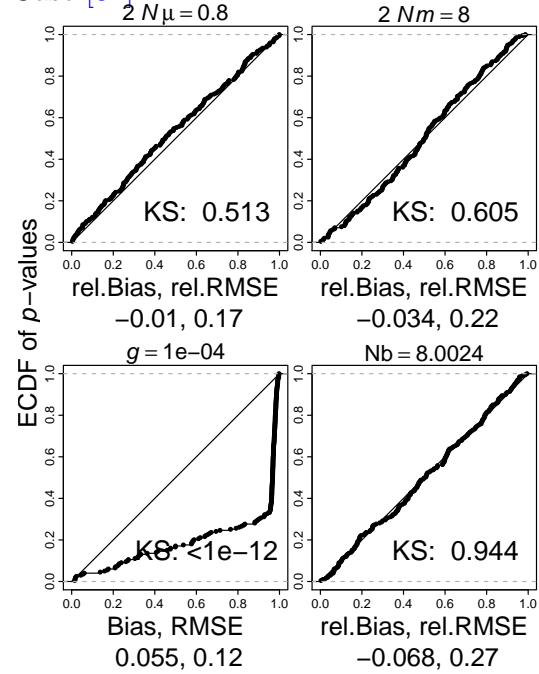 2 Nμ = 0.8
2 Nm = 8
0.0 0.2 0.4 0.6 0.8 1.0
0.0 0.2 0.4 0.6 0.8 1.0
KS: 0.513
KS: 0.605
0.0 0.2 0.4 0.6 0.8 1.0
0.0 0.2 0.4 0.6 0.8 1.0
rel.Bias, rel.RMSE
rel.Bias, rel.RMSE
−0.01, 0.17
−0.034, 0.22
ECDF of p−values
g = 1e−04
Nb = 8.0024
0.0 0.2 0.4 0.6 0.8 1.0
0.0 0.2 0.4 0.6 0.8 1.0
KS: <1e−12
KS: 0.944
0.0 0.2 0.4 0.6 0.8 1.0
0.0 0.2 0.4 0.6 0.8 1.0
Bias, RMSE
rel.Bias, rel.RMSE
0.055, 0.12
−0.068, 0.27